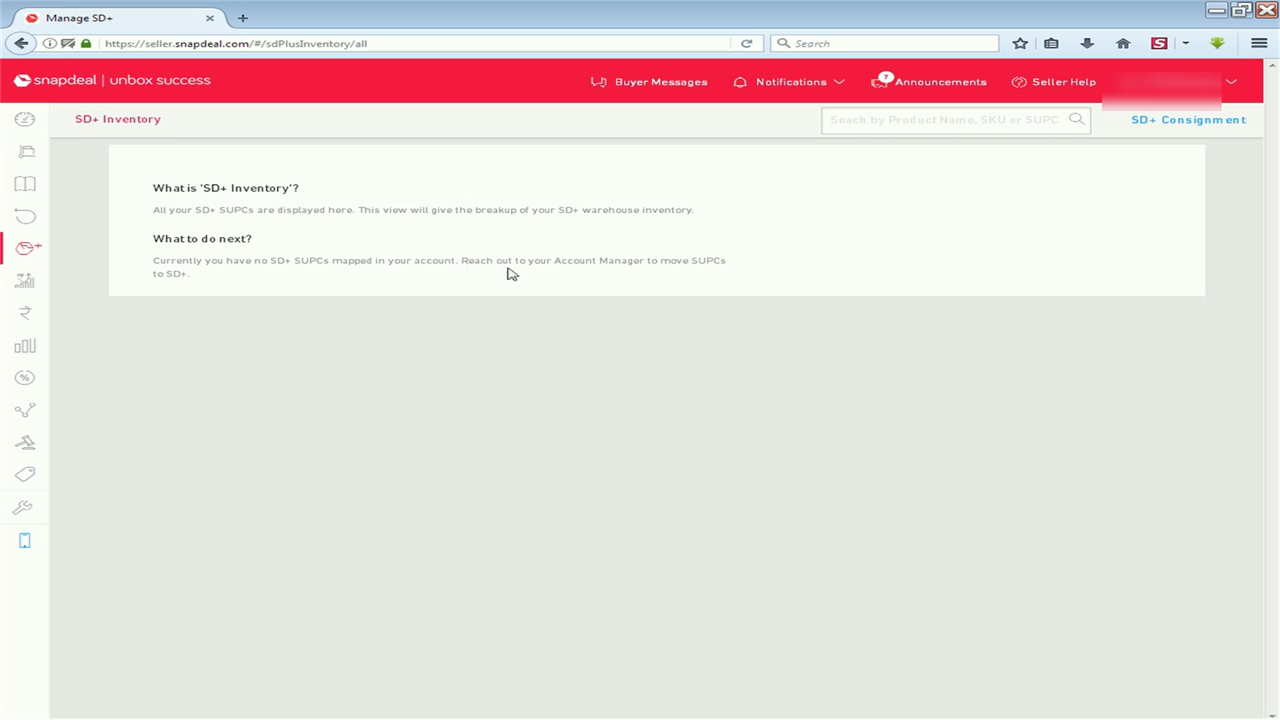 Manage SD+
https://seller.snapdeal.com/#/sdPlusInventory/all
Search
S
snapdeal | unbox success
Buyer Messages
Notifications
7
Announcements
Seller Help
SD+ Inventory
Seach by Product Name, SKU or SUPC
SD+ Consignment
What is 'SD+ Inventory'?
All your SD+ SUPCs are displayed here. This view will give the breakup of your SD+ warehouse inventory.
What to do next?
Currently you have no SD+ SUPCs mapped in your account. Reach out to your Account Manager to move SUPCs
to SD+.